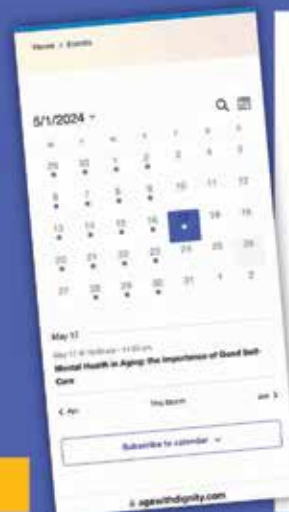 Home / Events
5/1/2024
M T W T F S S
29 30 1 2 3 4 5
6 7 8 9 10 11 12
13 14 15 16 18 19
20 21 22 23 24 25 26
27 28 29 30 31 1 2
May 17
Mental Health in Aging: the Importance of Good Self-
Care
Apr This Month Jun
Subscribe to calendar
agewithdignity.com